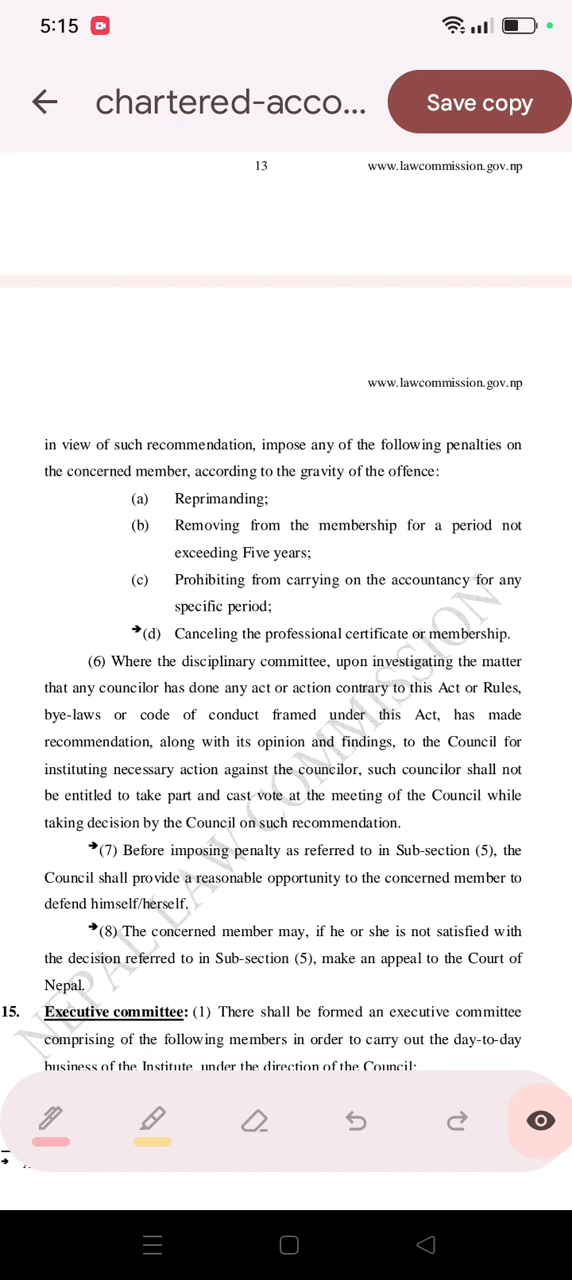 5:15
chartered-acco...
Save copy
13 www.lawcommission.gov.np
www.lawcommission.gov.np
in view of such recommendation, impose any of the following penalties on
the concerned member, according to the gravity of the offence:
(a) Reprimanding;
(b) Removing from the membership for a period not
exceeding Five years;
(c) Prohibiting from carrying on the accountancy for any
specific period;
(d) Canceling the professional certificate or membership.
(6) Where the disciplinary committee, upon investigating the matter
that any councilor has done any act or action contrary to this Act or Rules,
bye-laws or code of conduct framed under this Act, has made
recommendation, along with its opinion and findings, to the Council for
instituting necessary action against the councilor, such councilor shall not
be entitled to take part and cast vote at the meeting of the Council while
taking decision by the Council on such recommendation.
(7) Before imposing penalty as referred to in Sub-section (5), the
Council shall provide a reasonable opportunity to the concerned member to
defend himself/herself.
(8) The concerned member may, if he or she is not satisfied with
the decision referred to in Sub-section (5), make an appeal to the Court of
Nepal.
15. Executive committee: (1) There shall be formed an executive committee
comprising of the following members in order to carry out the day-to-day
business of the Institute, under the direction of the Council:
NEPAL LAW COMMISSION